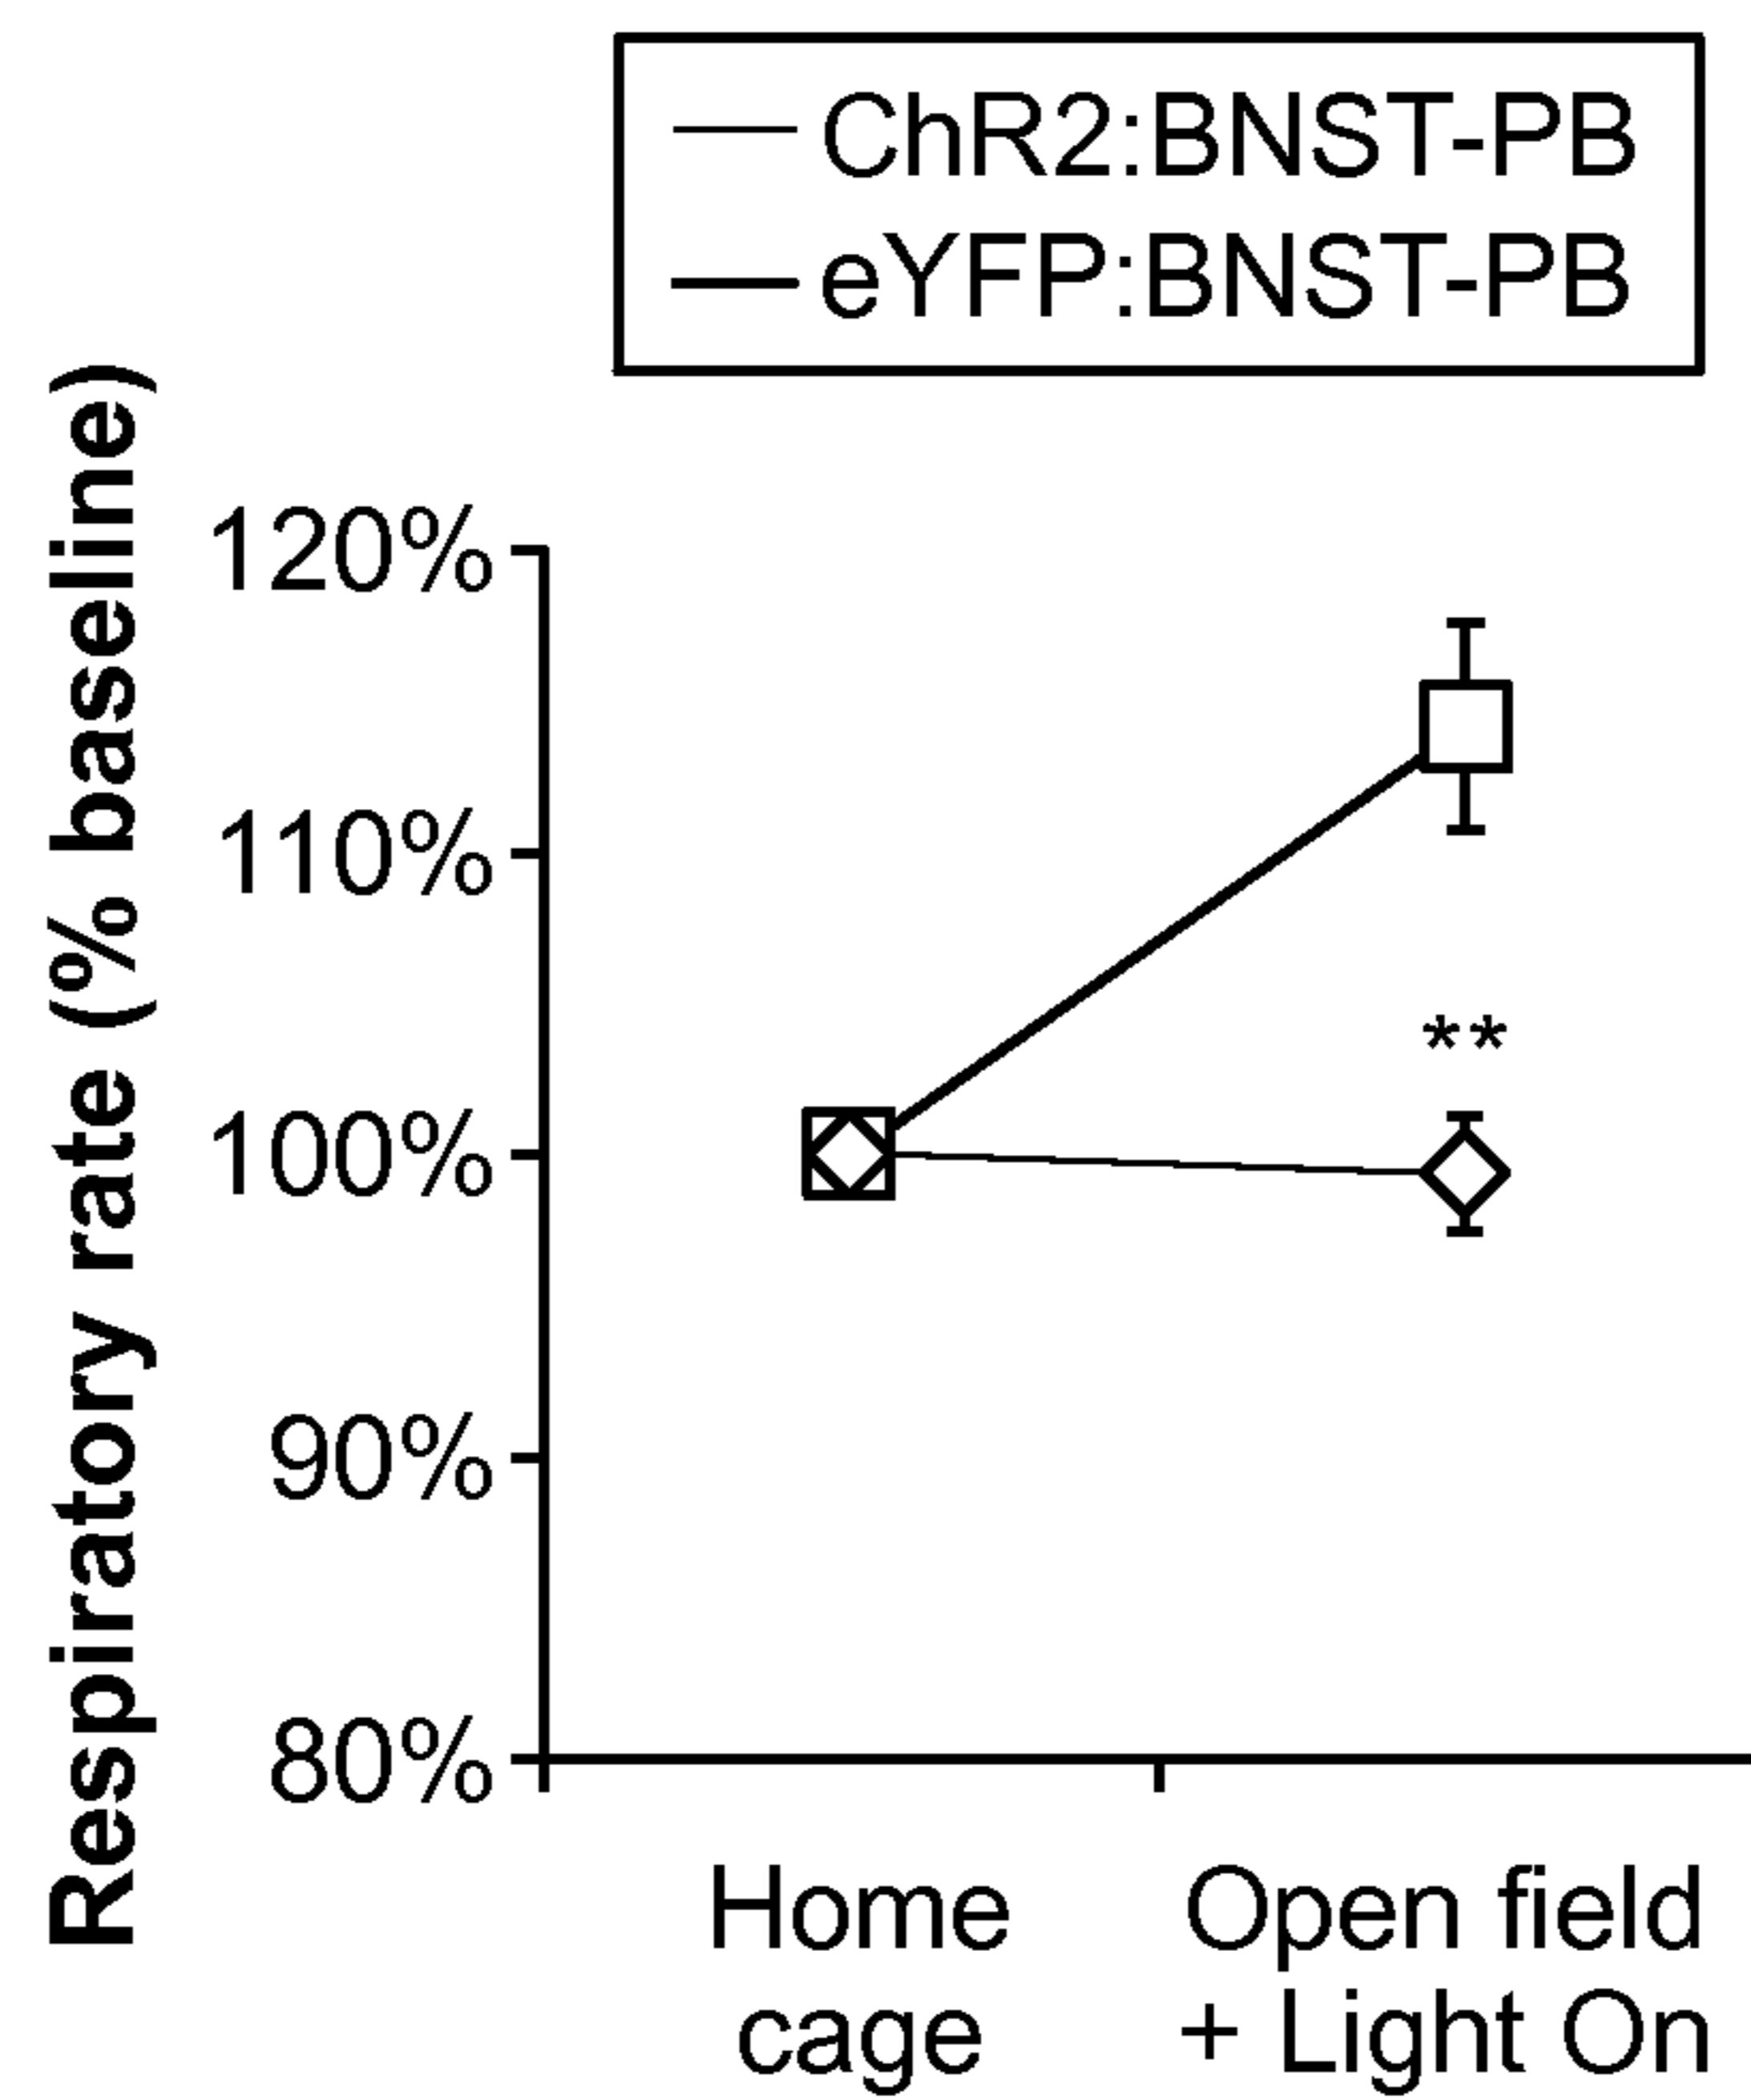 ChR2:BNST-PB
eYFP:BNST-PB
Respiratory rate (% baseline)
120%
110%
100%
90%
80%
**
Home
cage
Open field
+ Light On